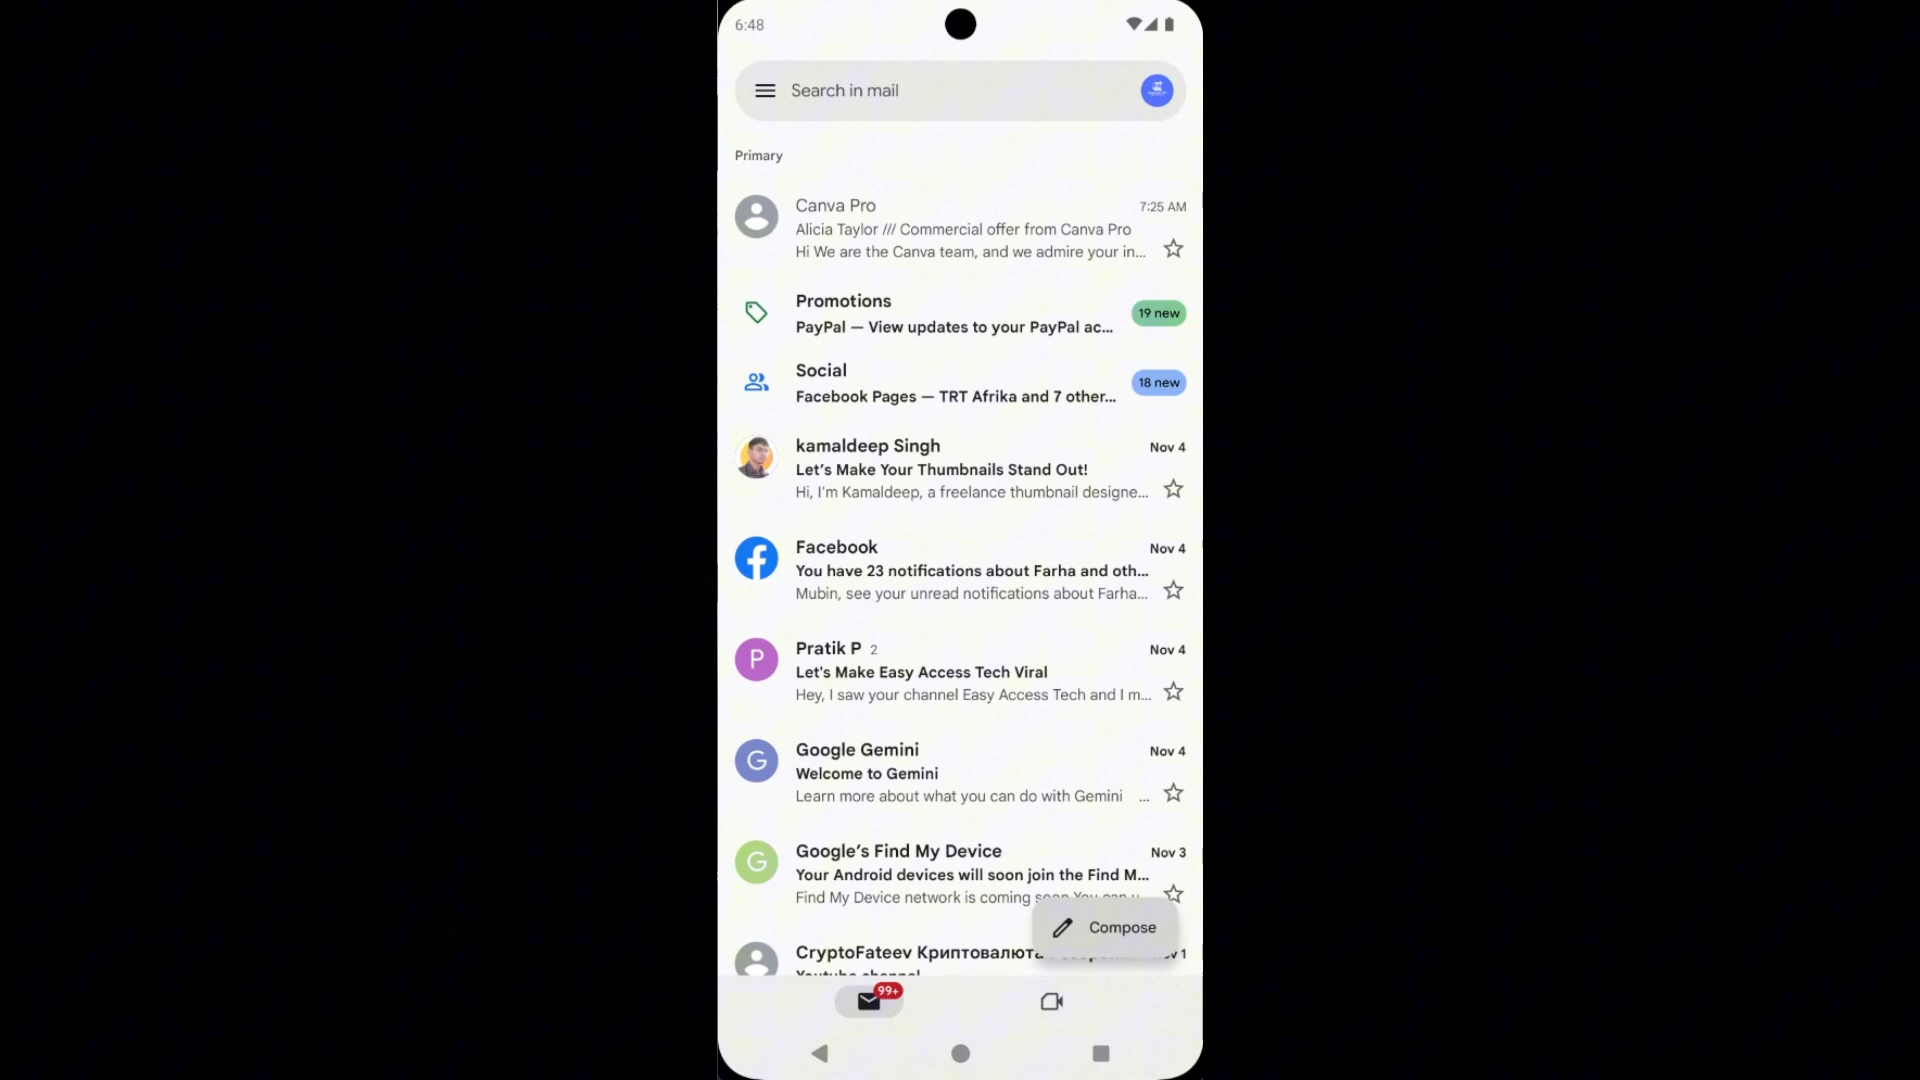 6:48
Search in mail
Primary
Canva Pro 7:25 AM
Alicia Taylor /// Commercial offer from Canva Pro
Hi We are the Canva team, and we admire your in...
Promotions
PayPal — View updates to your PayPal ac...
19 new
Social
Facebook Pages — TRT Afrika and 7 other...
18 new
kamaldeep Singh Nov 4
Let's Make Your Thumbnails Stand Out!
Hi, I'm Kamaldeep, a freelance thumbnail designe...
Facebook Nov 4
You have 23 notifications about Farha and oth...
Mubin, see your unread notifications about Farha...
Pratik P 2 Nov 4
Let's Make Easy Access Tech Viral
Hey, I saw your channel Easy Access Tech and I m...
G
Google Gemini Nov 4
Welcome to Gemini
Learn more about what you can do with Gemini ...
G
Google's Find My Device Nov 3
Your Android devices will soon join the Find M...
Find My Device network is coming soon You can u...
Compose
CryptoFateev Криптовалюта 1
Youtube channel
99+